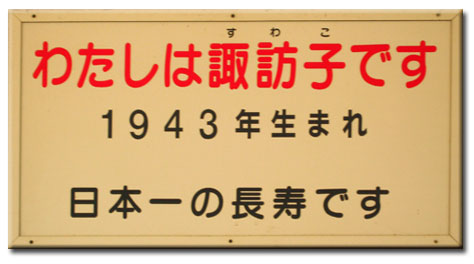 すわこ
わたしは諏訪子です
1943年生まれ
日本一の長寿です